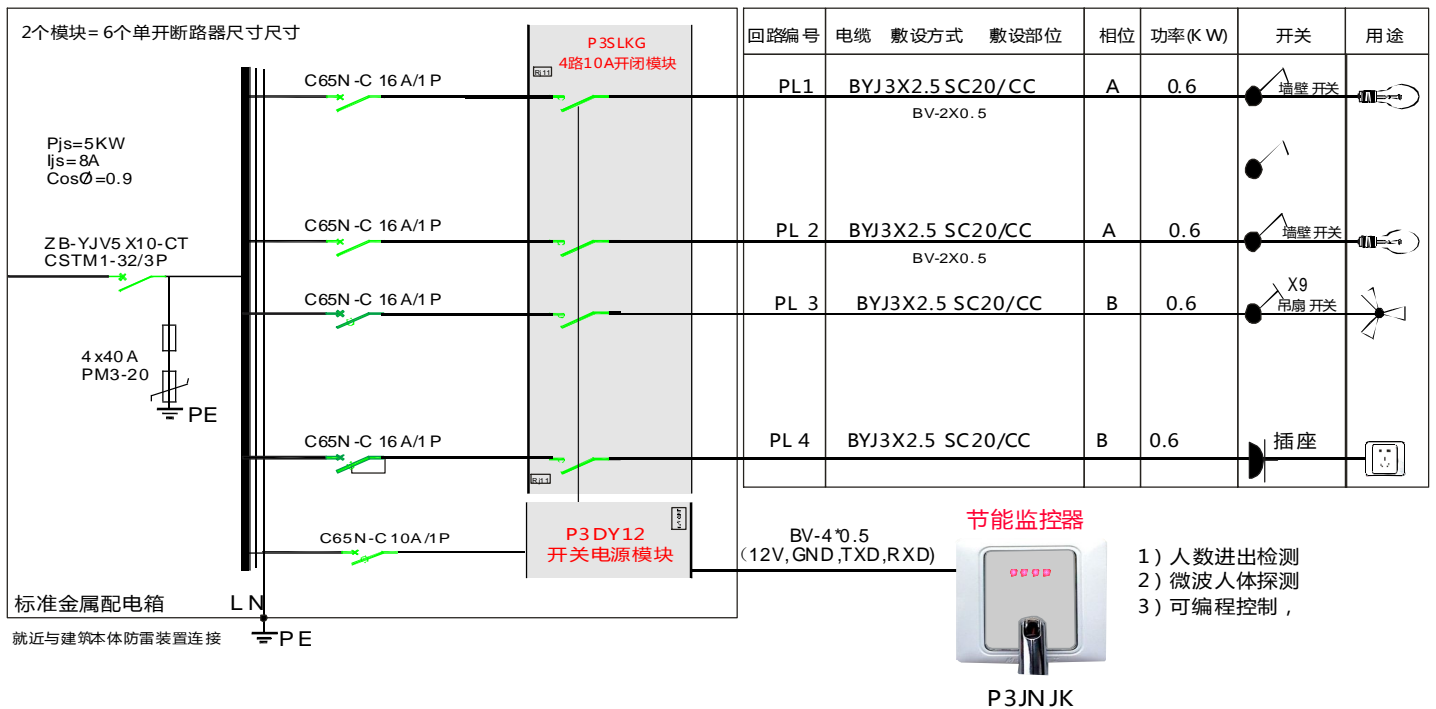 2个模块=6个单开断路器尺寸尺寸
P3SLKG
4路10A开闭模块
RJ11
回路编号 电缆 敷设方式 敷设部位 相位 功率(KW) 开关 用途
C65N-C 16A/1P
PL1 BYJ3X2.5 SC20/CC A 0.6 墙壁开关
BV-2X0.5
Pjs=5KW
Ijs=8A
CosØ=0.9
C65N-C 16A/1P
PL 2 BYJ3X2.5 SC20/CC A 0.6 墙壁开关
BV-2X0.5
ZB-YJV5X10-CT
CSTM1-32/3P
C65N-C 16A/1P
PL 3 BYJ3X2.5 SC20/CC B 0.6 X9
吊扇开关
4x40A
PM3-20
PE
C65N-C 16A/1P
PL 4 BYJ3X2.5 SC20/CC B 0.6 插座
RJ11
C65N-C10A/1P
P3DY12
开关电源模块
BV-4*0.5
(12V,GND,TXD,RXD)
节能监控器
1)人数进出检测
2)微波人体探测
3)可编程控制,
标准金属配电箱 L N
就近与建筑本体防雷装置连接 PE
P3JNJK